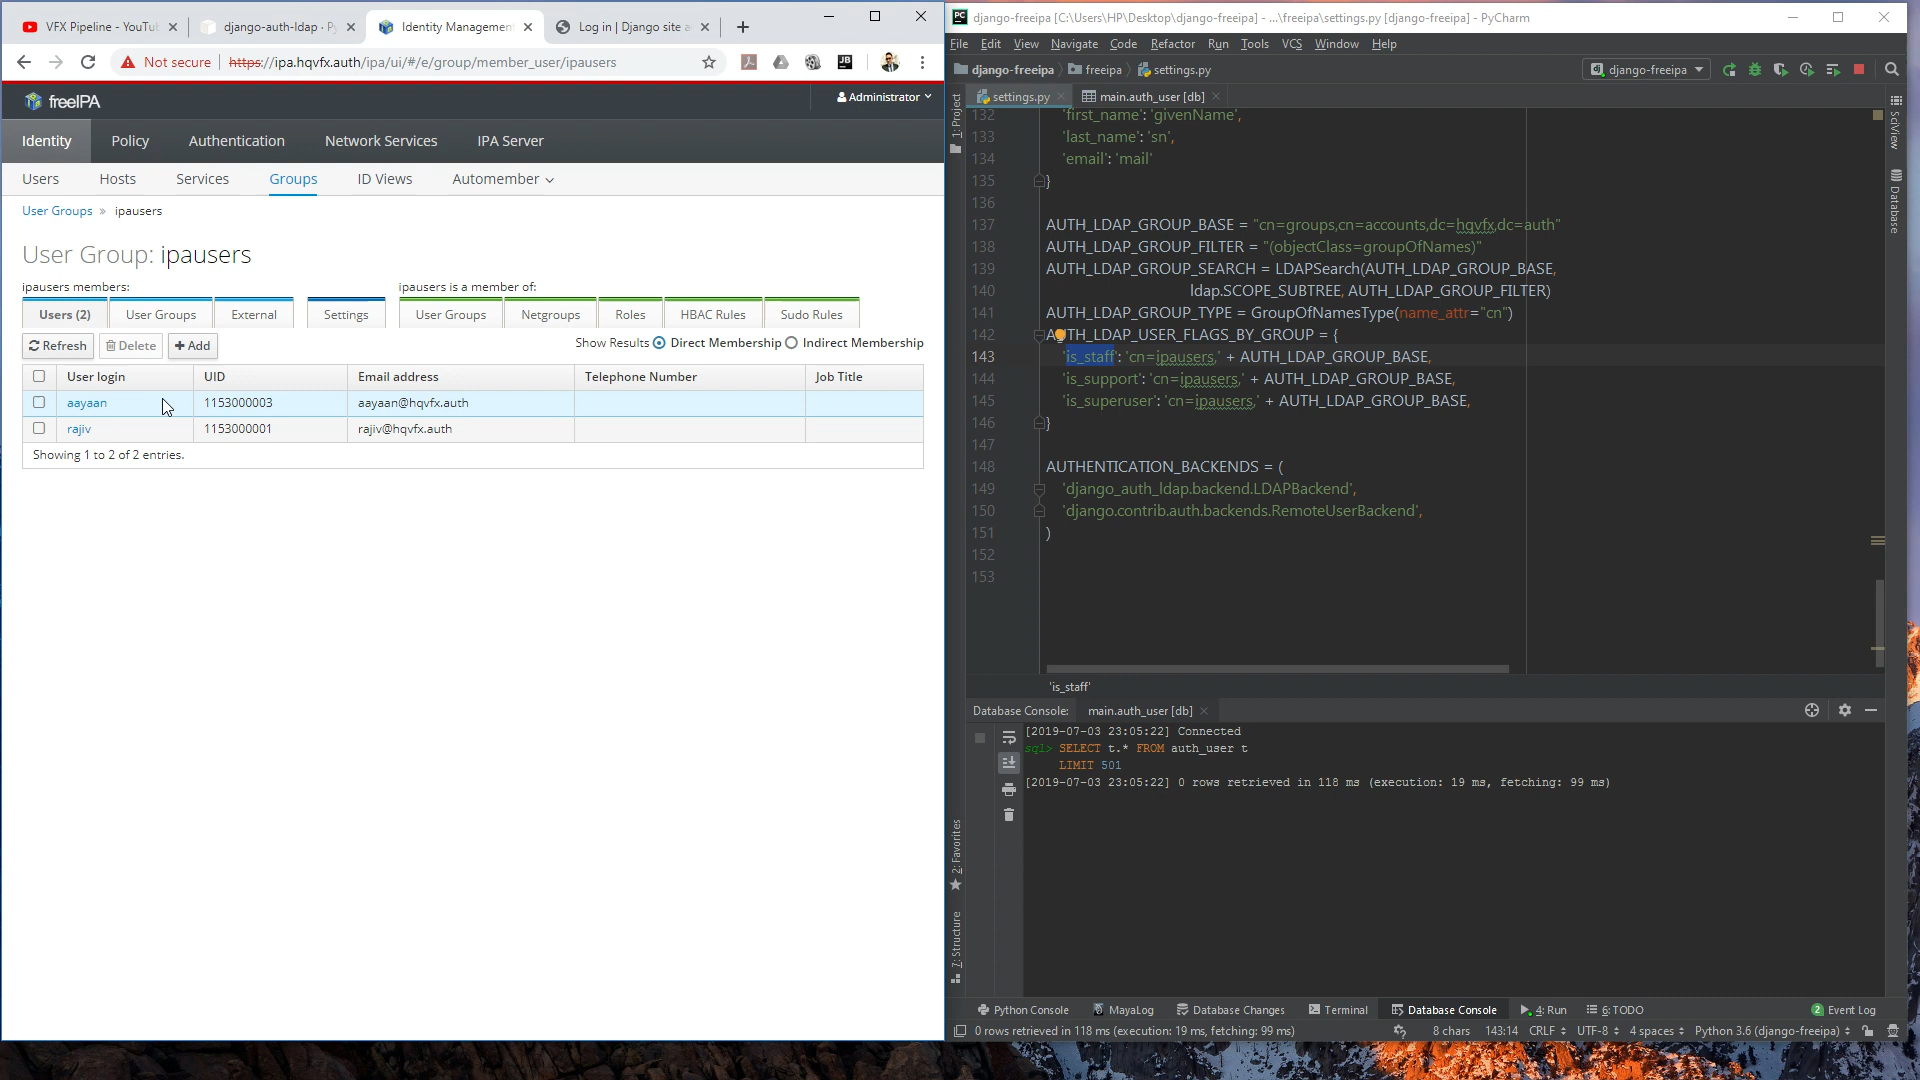 VFX Pipeline - YouTu
django-auth-ldap · Py
Identity Management
Log in | Django site a
Not secure
https://ipa.hqvfx.auth/ipa/ui/#/e/group/member_user/ipausers
JB
freeIPA
Administrator
Identity
Policy
Authentication
Network Services
IPA Server
Users
Hosts
Services
Groups
ID Views
Automember
User Groups » ipausers
User Group: ipausers
ipausers members:
ipausers is a member of:
Users (2)
User Groups
External
Settings
User Groups
Netgroups
Roles
HBAC Rules
Sudo Rules
Refresh
Delete
Add
Show Results Direct Membership Indirect Membership
User login UID Email address Telephone Number Job Title
aayaan 1153000003 aayaan@hqvfx.auth
rajiv 1153000001 rajiv@hqvfx.auth
Showing 1 to 2 of 2 entries.
PC django-freeipa [C:\Users\HP\Desktop\django-freeipa] - ...\freeipa\settings.py [django-freeipa] - PyCharm
File Edit View Navigate Code Refactor Run Tools VCS Window Help
django-freeipa freeipa settings.py
django-freeipa
settings.py
main.auth_user [db]
1: Project
SciView
Database
132 'first_name': 'givenName',
133 'last_name': 'sn',
134 'email': 'mail'
135 }
136
137 AUTH_LDAP_GROUP_BASE = "cn=groups,cn=accounts,dc=hqvfx,dc=auth"
138 AUTH_LDAP_GROUP_FILTER = "(objectClass=groupOfNames)"
139 AUTH_LDAP_GROUP_SEARCH = LDAPSearch(AUTH_LDAP_GROUP_BASE,
140 ldap.SCOPE_SUBTREE, AUTH_LDAP_GROUP_FILTER)
141 AUTH_LDAP_GROUP_TYPE = GroupOfNamesType(name_attr="cn")
142 AUTH_LDAP_USER_FLAGS_BY_GROUP = {
143 'is_staff': 'cn=ipausers,' + AUTH_LDAP_GROUP_BASE,
144 'is_support': 'cn=ipausers,' + AUTH_LDAP_GROUP_BASE,
145 'is_superuser': 'cn=ipausers,' + AUTH_LDAP_GROUP_BASE,
146 }
147
148 AUTHENTICATION_BACKENDS = (
149 'django_auth_ldap.backend.LDAPBackend',
150 'django.contrib.auth.backends.RemoteUserBackend',
151 )
152
153
'is_staff'
Database Console: main.auth_user [db]
[2019-07-03 23:05:22] Connected
sql> SELECT t.* FROM auth_user t
LIMIT 501
[2019-07-03 23:05:22] 0 rows retrieved in 118 ms (execution: 19 ms, fetching: 99 ms)
2: Favorites
7: Structure
Python Console
MayaLog
Database Changes
Terminal
Database Console
4: Run
6: TODO
2 Event Log
0 rows retrieved in 118 ms (execution: 19 ms, fetching: 99 ms)
8 chars 143:14 CRLF UTF-8 4 spaces Python 3.6 (django-freeipa)